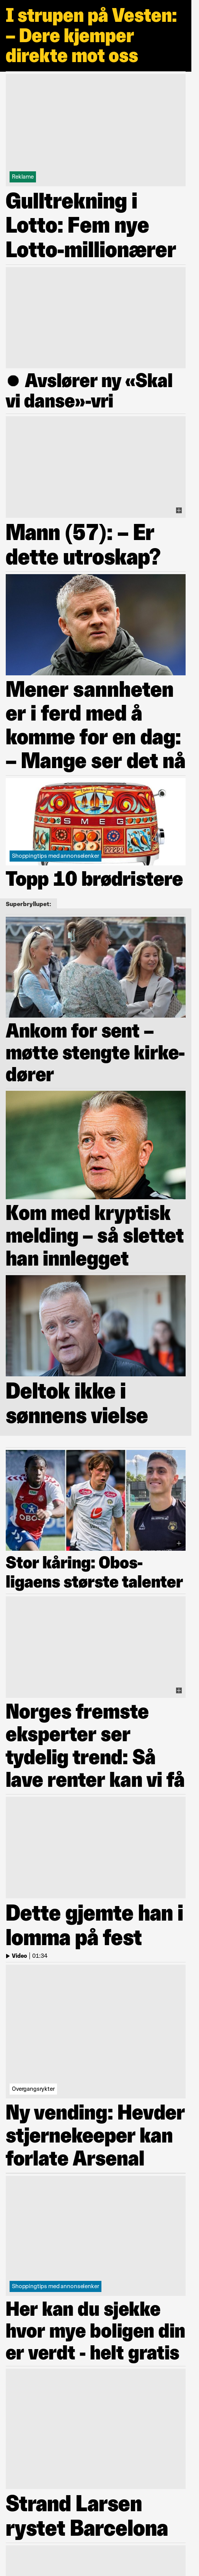 I strupen på Vesten:
– Dere kjemper
direkte mot oss
Reklame
Gulltrekning i
Lotto: Fem nye
Lotto-millionærer
● Avslører ny «Skal
vi danse»-vri
Mann (57): – Er
dette utroskap?
Mener sannheten
er i ferd med å
komme for en dag:
– Mange ser det nå
SMEG
Shoppingtips med annonselenker
Topp 10 brødristere
Superbryllupet:
Ankom for sent –
møtte stengte kirke-
dører
Kom med kryptisk
melding – så slettet
han innlegget
Deltok ikke i
sønnens vielse
OBOS
Stor kåring: Obos-
ligaens største talenter
Norges fremste
eksperter ser
tydelig trend: Så
lave renter kan vi få
Dette gjemte han i
lomma på fest
Video | 01:34
Overgangsrykter
Ny vending: Hevder
stjernekeeper kan
forlate Arsenal
Shoppingtips med annonselenker
Her kan du sjekke
hvor mye boligen din
er verdt - helt gratis
Strand Larsen
rystet Barcelona